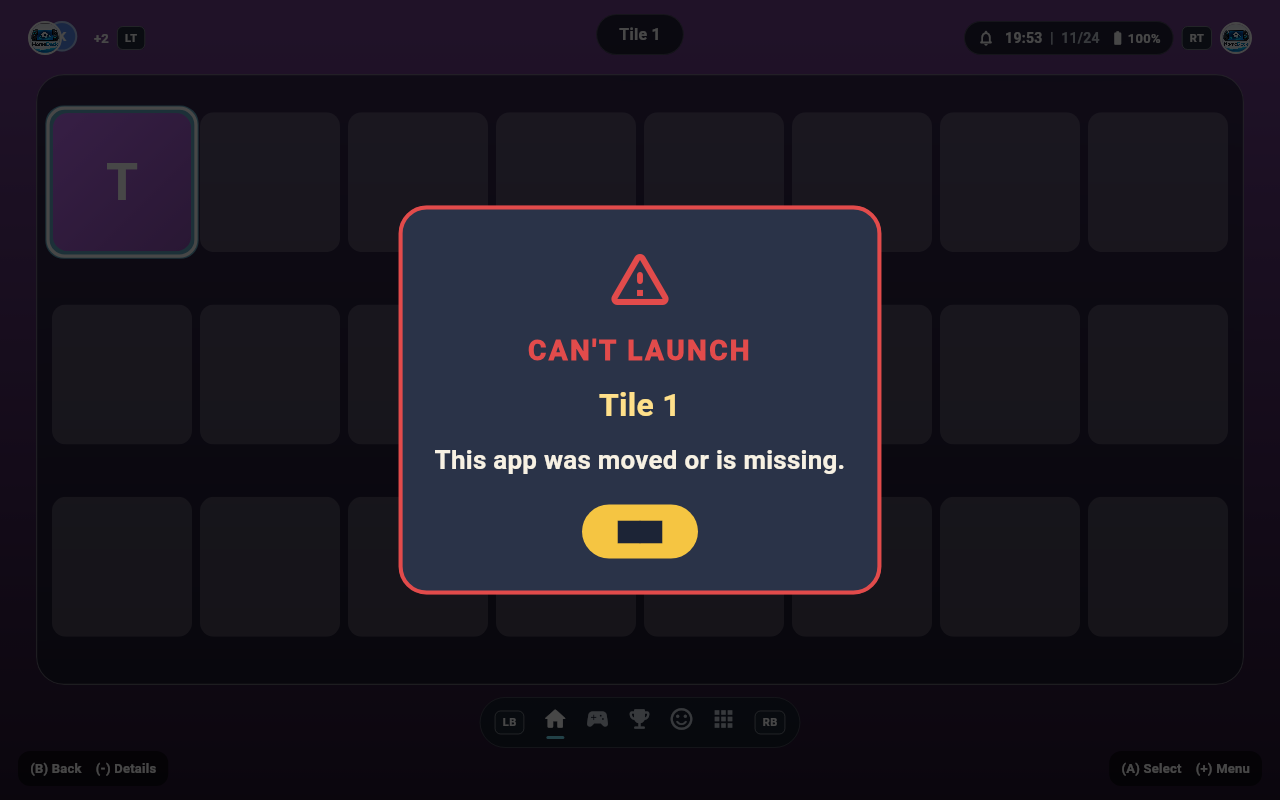 +2 LT
Tile 1
19:53 | 11/24 100% RT
T
CAN'T LAUNCH
Tile 1
This app was moved or is missing.
LB RB
(B) Back (-) Details
(A) Select (+) Menu